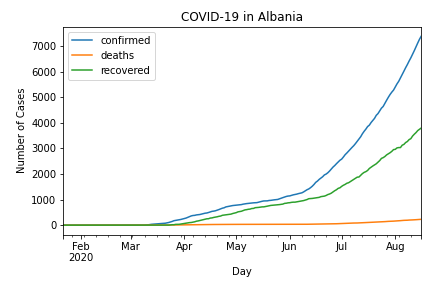 COVID-19 in Albania
confirmed
deaths
recovered
Number of Cases
7000
6000
5000
4000
3000
2000
1000
0
Feb Mar Apr May Jun Jul Aug
2020
Day